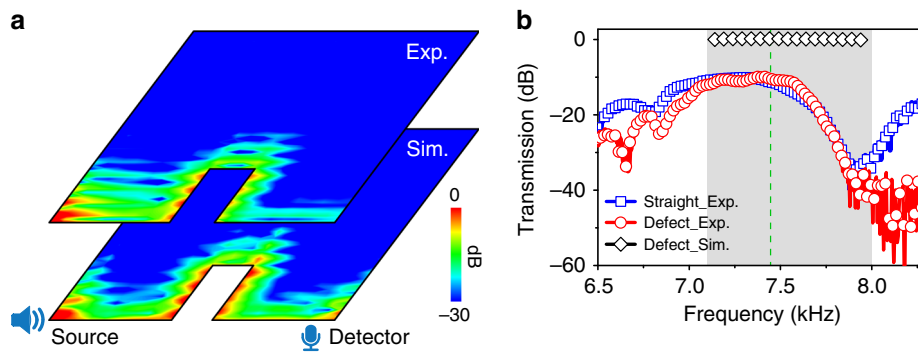 a
Exp.
Sim.
0
dB
−30
Source
Detector
b
Transmission (dB)
0
−20
−40
−60
Straight_Exp.
Defect_Exp.
Defect_Sim.
6.5 7.0 7.5 8.0
Frequency (kHz)